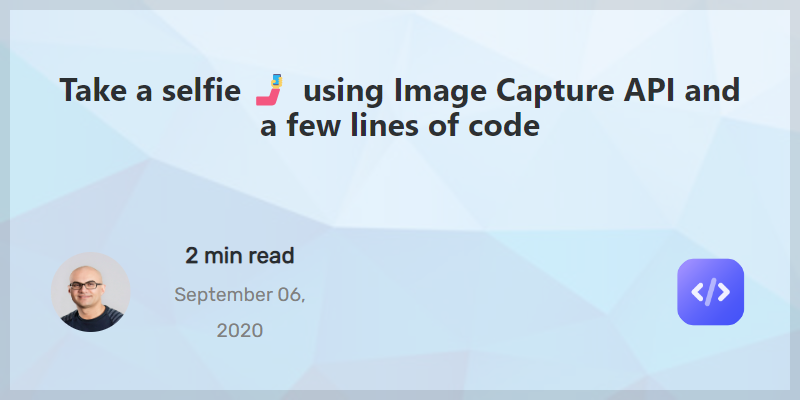 Take a selfie 🤳 using Image Capture API and
a few lines of code
2 min read
September 06,
2020